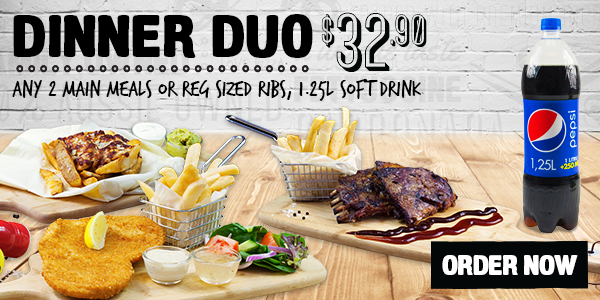 DINNER DUO $32.90
ANY 2 MAIN MEALS OR REG SIZED RIBS, 1.25L SOFT DRINK
pepsi
1,25L
ORDER NOW